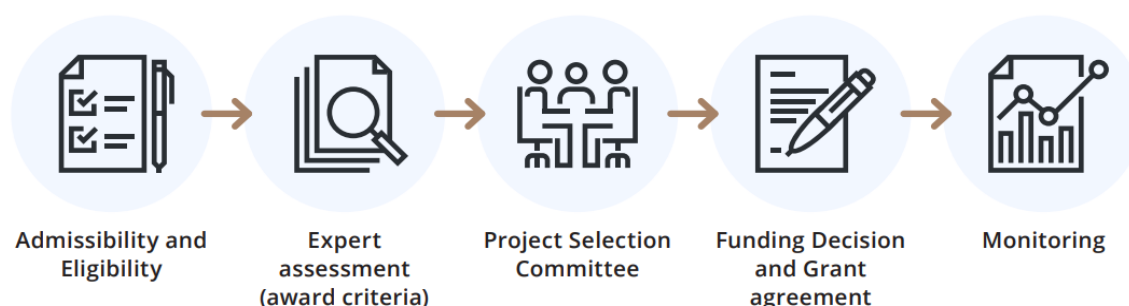 Admissibility and
Eligibility
Expert
assessment
(award criteria)
Project Selection
Committee
Funding Decision
and Grant
agreement
Monitoring